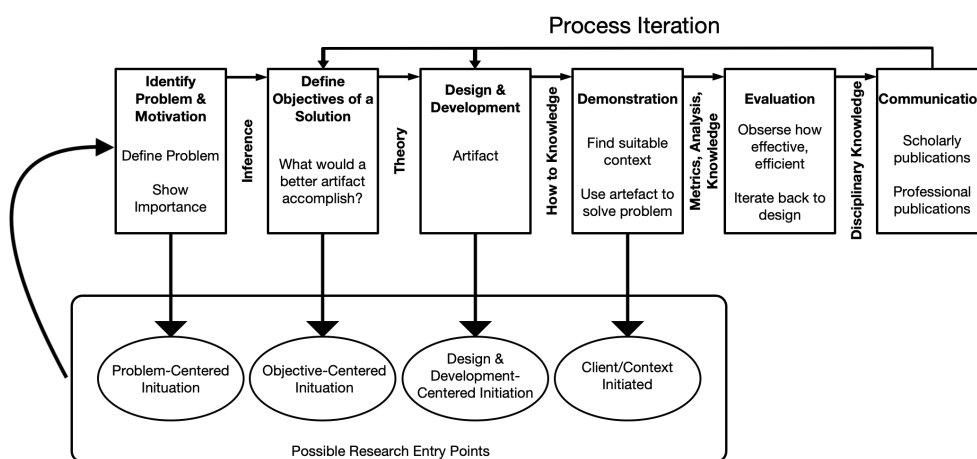 Process Iteration
Identify
Problem &
Motivation
Define Problem
Show
Importance
Inference
Define
Objectives of a
Solution
What would a
better artifact
accomplish?
Theory
Design &
Development
Artifact
How to Knowledge
Demonstration
Find suitable
context
Use artefact to
solve problem
Metrics, Analysis,
Knowledge
Evaluation
Obserse how
effective,
efficient
Iterate back to
design
Disciplinary Knowledge
Communicatio
Scholarly
publications
Professional
publications
Problem-Centered
Inituation
Objective-Centered
Inituation
Design &
Development-
Centered Initiation
Client/Context
Initiated
Possible Research Entry Points